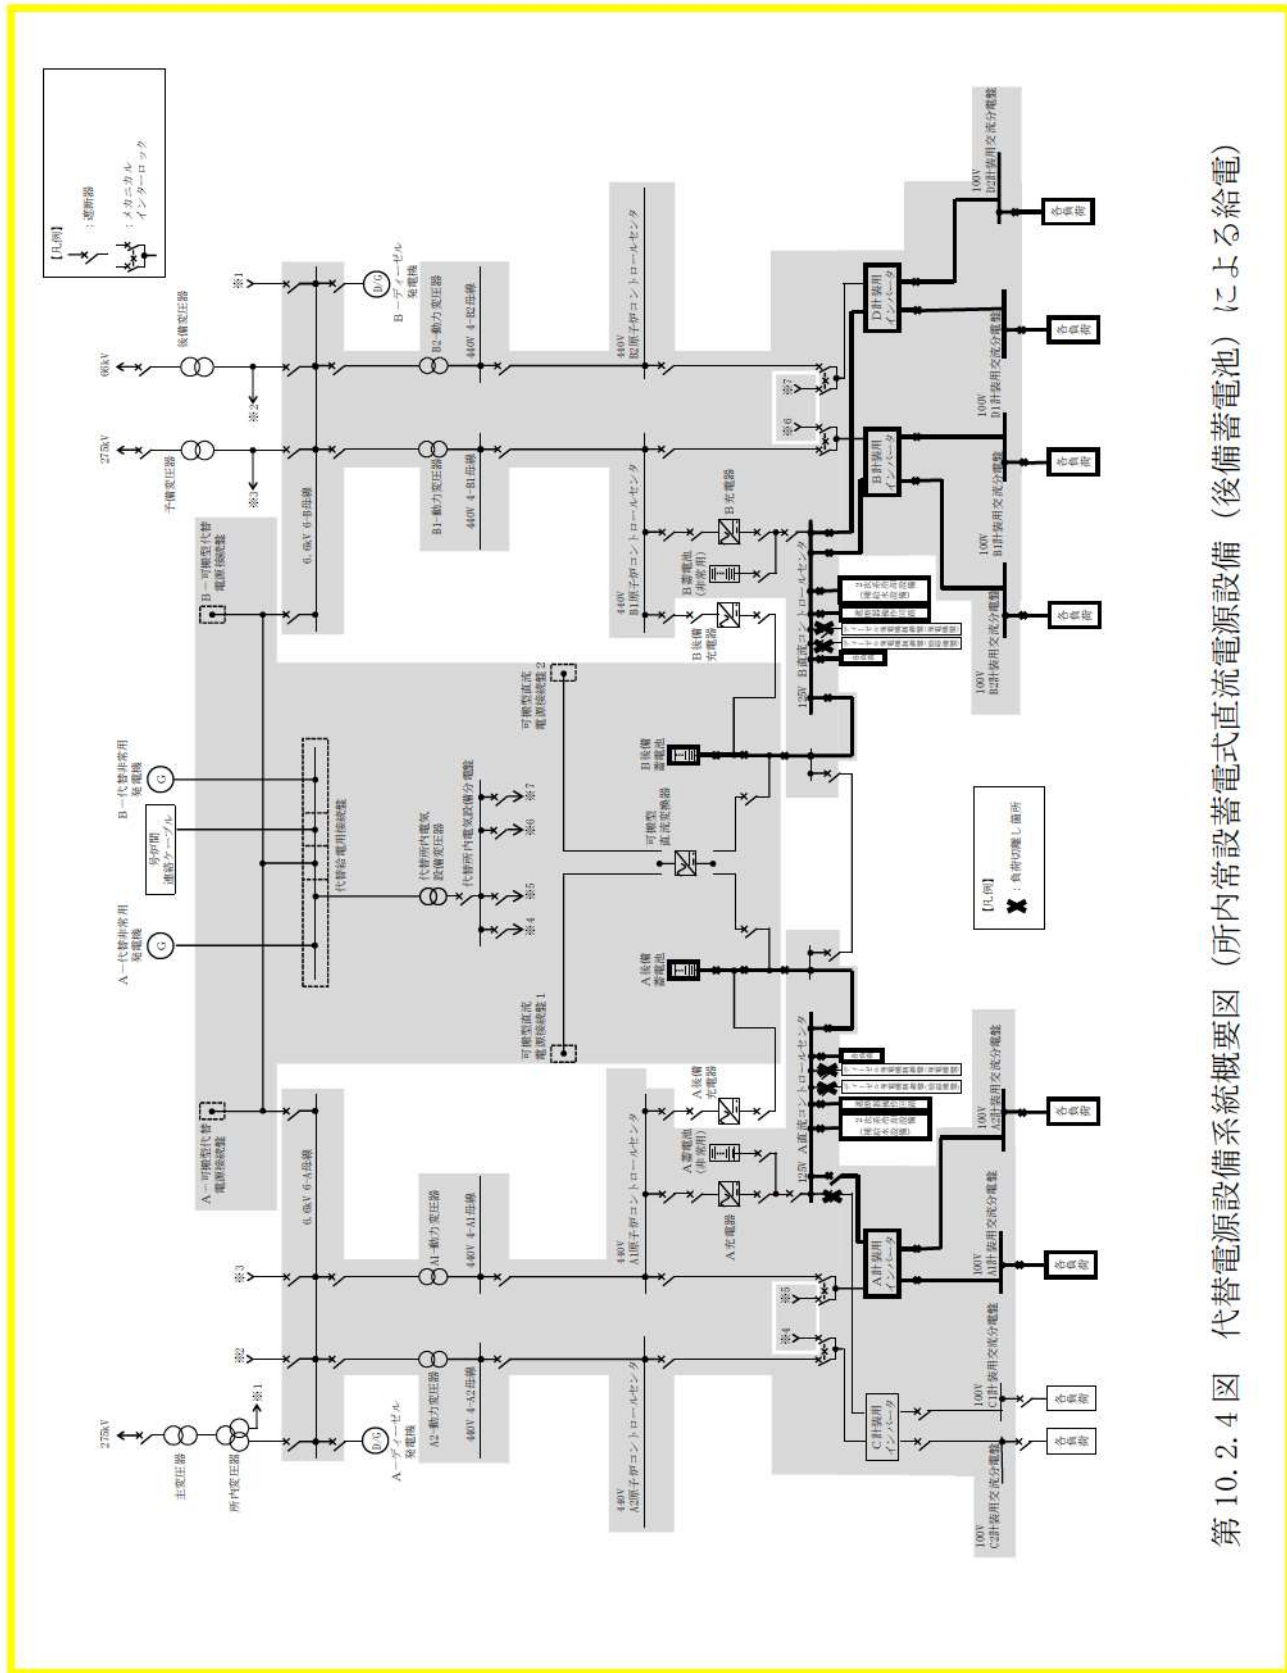 【凡例】
：遮断器
：メカニカル
インターロック
275kV
主変圧器
所内変圧器
※1
※2
※3
275kV
予備変圧器
※3
66kV
後備変圧器
※2
※1
A－代替非常用
発電機
G
号炉間
連絡ケーブル
B－代替非常用
発電機
G
A－可搬型代替
電源接続盤
B－可搬型代替
電源接続盤
代替給電用接続盤
6.6kV 6-A母線
6.6kV 6-B母線
D/G
A－ディーゼル
発電機
D/G
B－ディーゼル
発電機
代替所内電気
設備変圧器
代替所内電気設備分電盤
※4
※5
※6
※7
A2-動力変圧器
A1-動力変圧器
B1-動力変圧器
B2-動力変圧器
440V 4-A2母線
440V 4-A1母線
440V 4-B1母線
440V 4-B2母線
可搬型直流
電源接続盤1
可搬型直流
電源接続盤2
440V
A2原子炉コントロールセンタ
440V
A1原子炉コントロールセンタ
440V
B1原子炉コントロールセンタ
440V
B2原子炉コントロールセンタ
A充電器
A蓄電池
(非常用)
A後備
充電器
A後備
蓄電池
可搬型
直流変換器
B後備
蓄電池
B後備
充電器
B蓄電池
(非常用)
B充電器
※4
※5
※6
※7
125V A直流コントロールセンタ
125V B直流コントロールセンタ
C計装用
インバータ
A計装用
インバータ
B計装用
インバータ
D計装用
インバータ
100V
C2計装用交流分電盤
100V
C1計装用交流分電盤
100V
A1計装用交流分電盤
100V
A2計装用交流分電盤
100V
B2計装用交流分電盤
100V
B1計装用交流分電盤
100V
D1計装用交流分電盤
100V
D2計装用交流分電盤
各負荷
各負荷
各負荷
各負荷
各負荷
各負荷
各負荷
各負荷
【凡例】
：負荷切離し箇所
第10.2.4図 代替電源設備系統概要図（所内常設蓄電式直流電源設備（後備蓄電池）による給電）